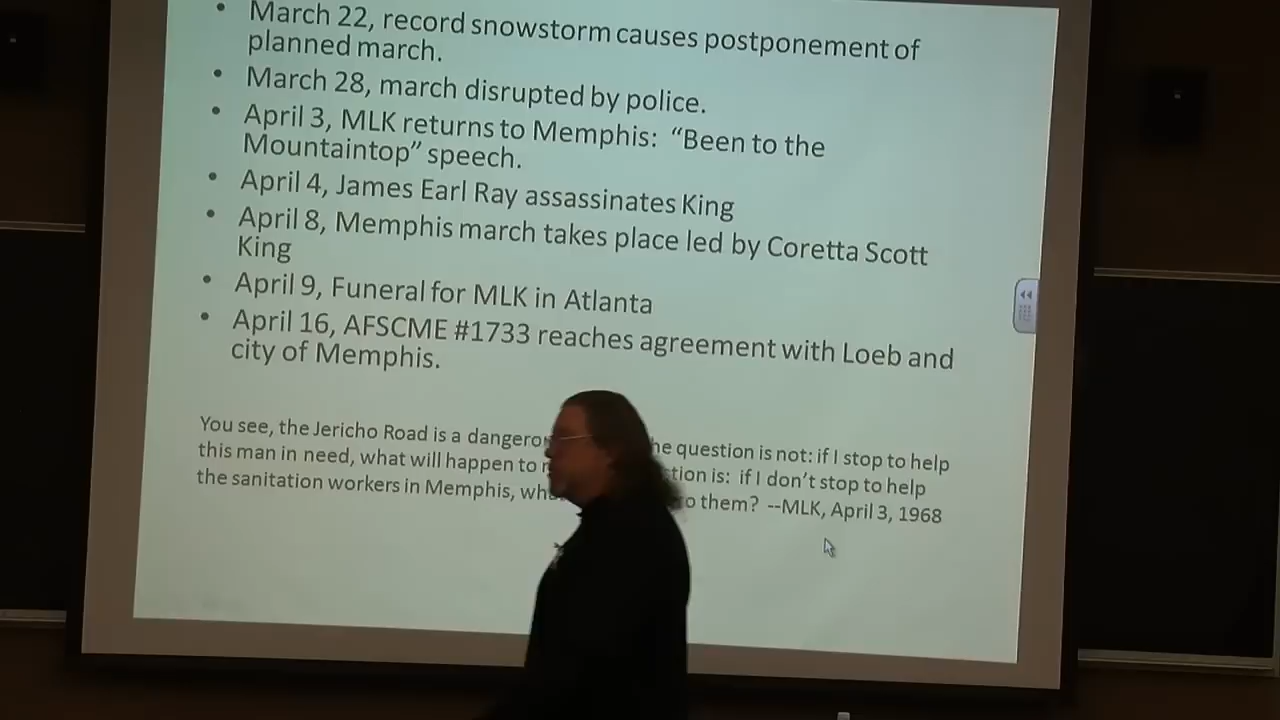 • March 22, record snowstorm causes postponement of
planned march.
• March 28, march disrupted by police.
• April 3, MLK returns to Memphis: “Been to the
Mountaintop” speech.
• April 4, James Earl Ray assassinates King
• April 8, Memphis march takes place led by Coretta Scott
King
• April 9, Funeral for MLK in Atlanta
• April 16, AFSCME #1733 reaches agreement with Loeb and
city of Memphis.
You see, the Jericho Road is a question is not: if I stop to help
this man in need, what will happen to is: if I don’t stop to help
the sanitation workers in Memphis, to them? --MLK, April 3, 1968